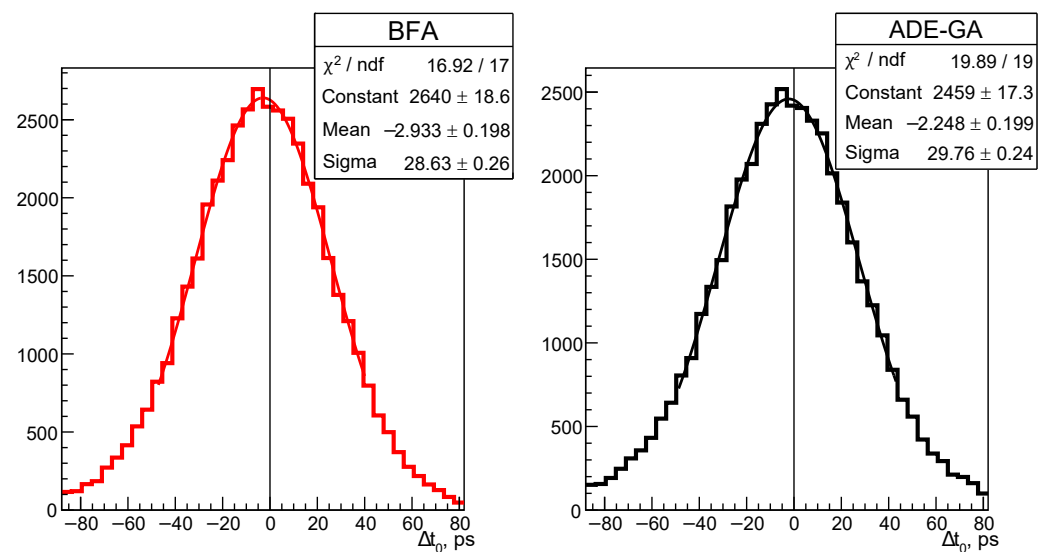 BFA
χ² / ndf 16.92 / 17
Constant 2640 ± 18.6
Mean −2.933 ± 0.198
Sigma 28.63 ± 0.26
2500
2000
1500
1000
500
0
−80 −60 −40 −20 0 20 40 60 80
Δt₀, ps
ADE-GA
χ² / ndf 19.89 / 19
Constant 2459 ± 17.3
Mean −2.248 ± 0.199
Sigma 29.76 ± 0.24
2500
2000
1500
1000
500
0
−80 −60 −40 −20 0 20 40 60 80
Δt₀, ps